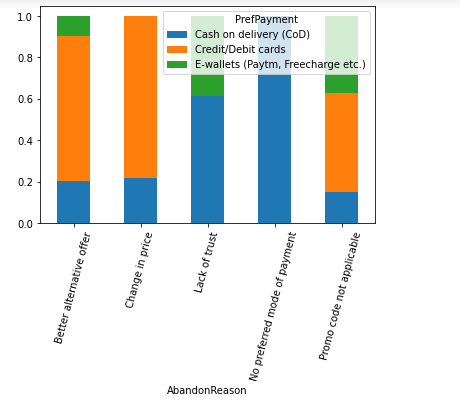 PrefPayment
Cash on delivery (CoD)
Credit/Debit cards
E-wallets (Paytm, Freecharge etc.)
1.0
0.8
0.6
0.4
0.2
0.0
Better alternative offer
Change in price
Lack of trust
No preferred mode of payment
Promo code not applicable
AbandonReason